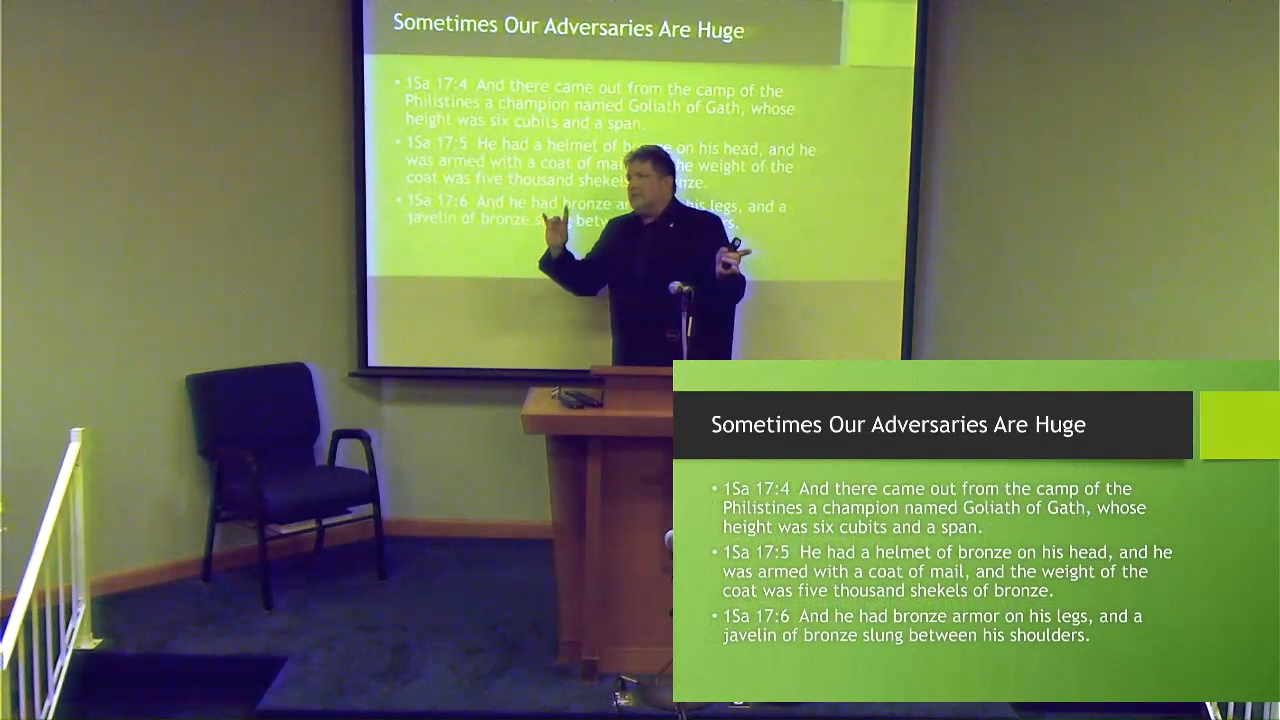 Sometimes Our Adversaries Are Huge
• 1Sa 17:4 And there came out from the camp of the
Philistines a champion named Goliath of Gath, whose
height was six cubits and a span.
• 1Sa 17:5 He had a helmet of bronze on his head, and he
was armed with a coat of mail, and the weight of the
coat was five thousand shekels of bronze.
• 1Sa 17:6 And he had bronze armor on his legs, and a
javelin of bronze slung between his shoulders.
Sometimes Our Adversaries Are Huge
• 1Sa 17:4 And there came out from the camp of the
Philistines a champion named Goliath of Gath, whose
height was six cubits and a span.
• 1Sa 17:5 He had a helmet of bronze on his head, and he
was armed with a coat of mail, and the weight of the
coat was five thousand shekels of bronze.
• 1Sa 17:6 And he had bronze armor on his legs, and a
javelin of bronze slung between his shoulders.